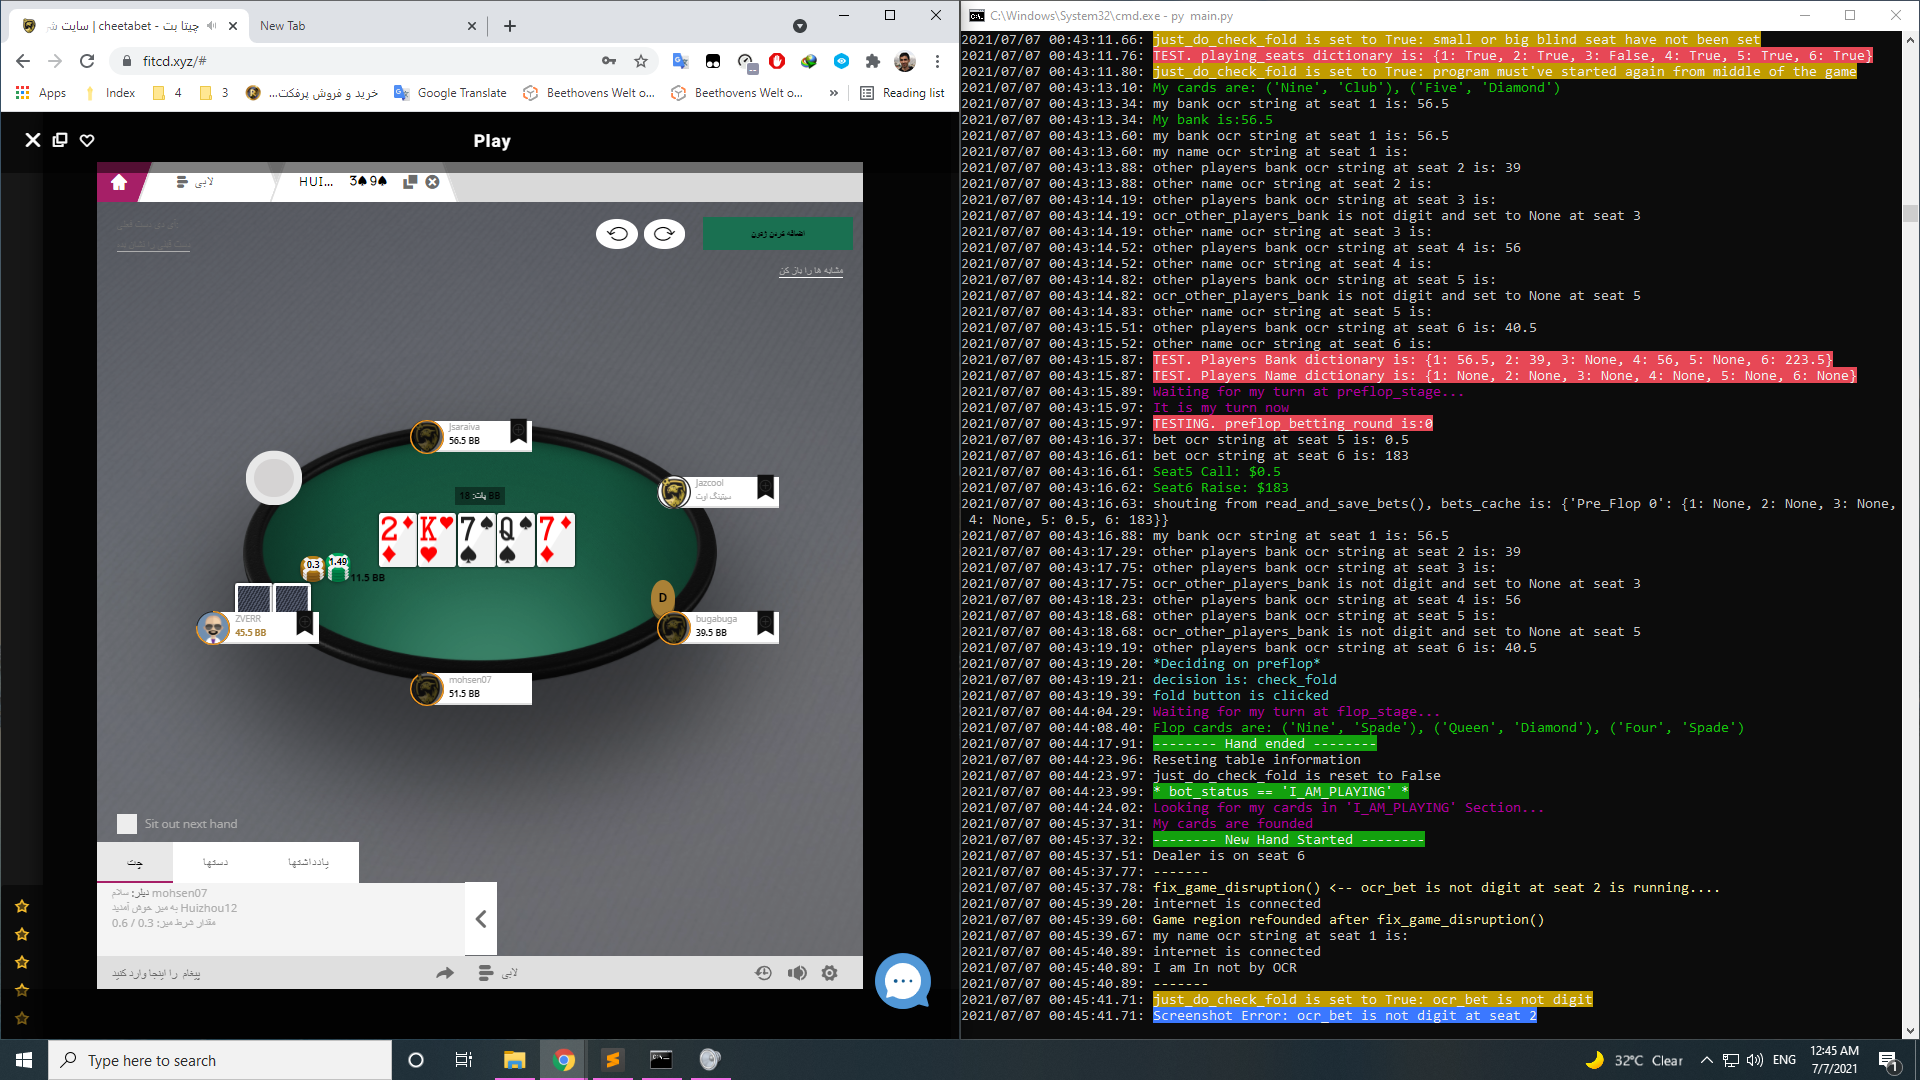 چیتا بت - cheetabet | سایت شر
New Tab
fitcd.xyz/#
Apps
Index
4
3
خرید و فروش پرفکت...
Google Translate
Beethovens Welt o...
Beethovens Welt o...
»
Reading list
Play
لابی
HUI...
3♠9♠
اضافه کردن ژتون
مشابه ها را باز کن
Jsaraiva
56.5 BB
Jazcool
سیتینگ اوت
پات: 18 BB
2 K 7 Q 7
0.3
1.49
11.5 BB
D
ZVERR
45.5 BB
bugabuga
39.5 BB
mohsen07
51.5 BB
Sit out next hand
چت
دستها
یادداشتها
دیلر: سلام mohsen07
به میز خوش آمدید Huizhou12
مقدار شرط میز: 0.3 / 0.6
پیغام را اینجا وارد کنید
لابی
C:\Windows\System32\cmd.exe - py  main.py
2021/07/07 00:43:11.66: just_do_check_fold is set to True: small or big blind seat have not been set
2021/07/07 00:43:11.76: TEST. playing_seats dictionary is: {1: True, 2: True, 3: False, 4: True, 5: True, 6: True}
2021/07/07 00:43:11.80: just_do_check_fold is set to True: program must've started again from middle of the game
2021/07/07 00:43:13.10: My cards are: ('Nine', 'Club'), ('Five', 'Diamond')
2021/07/07 00:43:13.34: my bank ocr string at seat 1 is: 56.5
2021/07/07 00:43:13.34: My bank is:56.5
2021/07/07 00:43:13.60: my bank ocr string at seat 1 is: 56.5
2021/07/07 00:43:13.60: my name ocr string at seat 1 is:
2021/07/07 00:43:13.88: other players bank ocr string at seat 2 is: 39
2021/07/07 00:43:13.88: other name ocr string at seat 2 is:
2021/07/07 00:43:14.19: other players bank ocr string at seat 3 is:
2021/07/07 00:43:14.19: ocr_other_players_bank is not digit and set to None at seat 3
2021/07/07 00:43:14.19: other name ocr string at seat 3 is:
2021/07/07 00:43:14.52: other players bank ocr string at seat 4 is: 56
2021/07/07 00:43:14.52: other name ocr string at seat 4 is:
2021/07/07 00:43:14.82: other players bank ocr string at seat 5 is:
2021/07/07 00:43:14.82: ocr_other_players_bank is not digit and set to None at seat 5
2021/07/07 00:43:14.83: other name ocr string at seat 5 is:
2021/07/07 00:43:15.51: other players bank ocr string at seat 6 is: 40.5
2021/07/07 00:43:15.52: other name ocr string at seat 6 is:
2021/07/07 00:43:15.87: TEST. Players Bank dictionary is: {1: 56.5, 2: 39, 3: None, 4: 56, 5: None, 6: 223.5}
2021/07/07 00:43:15.87: TEST. Players Name dictionary is: {1: None, 2: None, 3: None, 4: None, 5: None, 6: None}
2021/07/07 00:43:15.89: Waiting for my turn at preflop_stage...
2021/07/07 00:43:15.97: It is my turn now
2021/07/07 00:43:15.97: TESTING. preflop_betting_round is:0
2021/07/07 00:43:16.37: bet ocr string at seat 5 is: 0.5
2021/07/07 00:43:16.61: bet ocr string at seat 6 is: 183
2021/07/07 00:43:16.61: Seat5 Call: $0.5
2021/07/07 00:43:16.62: Seat6 Raise: $183
2021/07/07 00:43:16.63: shouting from read_and_save_bets(), bets_cache is: {'Pre_Flop 0': {1: None, 2: None, 3: None,
 4: None, 5: 0.5, 6: 183}}
2021/07/07 00:43:16.88: my bank ocr string at seat 1 is: 56.5
2021/07/07 00:43:17.29: other players bank ocr string at seat 2 is: 39
2021/07/07 00:43:17.75: other players bank ocr string at seat 3 is:
2021/07/07 00:43:17.75: ocr_other_players_bank is not digit and set to None at seat 3
2021/07/07 00:43:18.23: other players bank ocr string at seat 4 is: 56
2021/07/07 00:43:18.68: other players bank ocr string at seat 5 is:
2021/07/07 00:43:18.68: ocr_other_players_bank is not digit and set to None at seat 5
2021/07/07 00:43:19.19: other players bank ocr string at seat 6 is: 40.5
2021/07/07 00:43:19.20: *Deciding on preflop*
2021/07/07 00:43:19.21: decision is: check_fold
2021/07/07 00:43:19.39: fold button is clicked
2021/07/07 00:44:04.29: Waiting for my turn at flop_stage...
2021/07/07 00:44:08.40: Flop cards are: ('Nine', 'Spade'), ('Queen', 'Diamond'), ('Four', 'Spade')
2021/07/07 00:44:17.91: -------- Hand ended --------
2021/07/07 00:44:23.96: Reseting table information
2021/07/07 00:44:23.97: just_do_check_fold is reset to False
2021/07/07 00:44:23.99: * bot_status == 'I_AM_PLAYING' *
2021/07/07 00:44:24.02: Looking for my cards in 'I_AM_PLAYING' Section...
2021/07/07 00:45:37.31: My cards are founded
2021/07/07 00:45:37.32: -------- New Hand Started --------
2021/07/07 00:45:37.51: Dealer is on seat 6
2021/07/07 00:45:37.77: -------
2021/07/07 00:45:37.78: fix_game_disruption() <-- ocr_bet is not digit at seat 2 is running....
2021/07/07 00:45:39.20: internet is connected
2021/07/07 00:45:39.60: Game region refounded after fix_game_disruption()
2021/07/07 00:45:39.67: my name ocr string at seat 1 is:
2021/07/07 00:45:40.89: internet is connected
2021/07/07 00:45:40.89: I am In not by OCR
2021/07/07 00:45:40.89: -------
2021/07/07 00:45:41.71: just_do_check_fold is set to True: ocr_bet is not digit
2021/07/07 00:45:41.71: Screenshot Error: ocr_bet is not digit at seat 2
Type here to search
32°C Clear
ENG
12:45 AM
7/7/2021
1